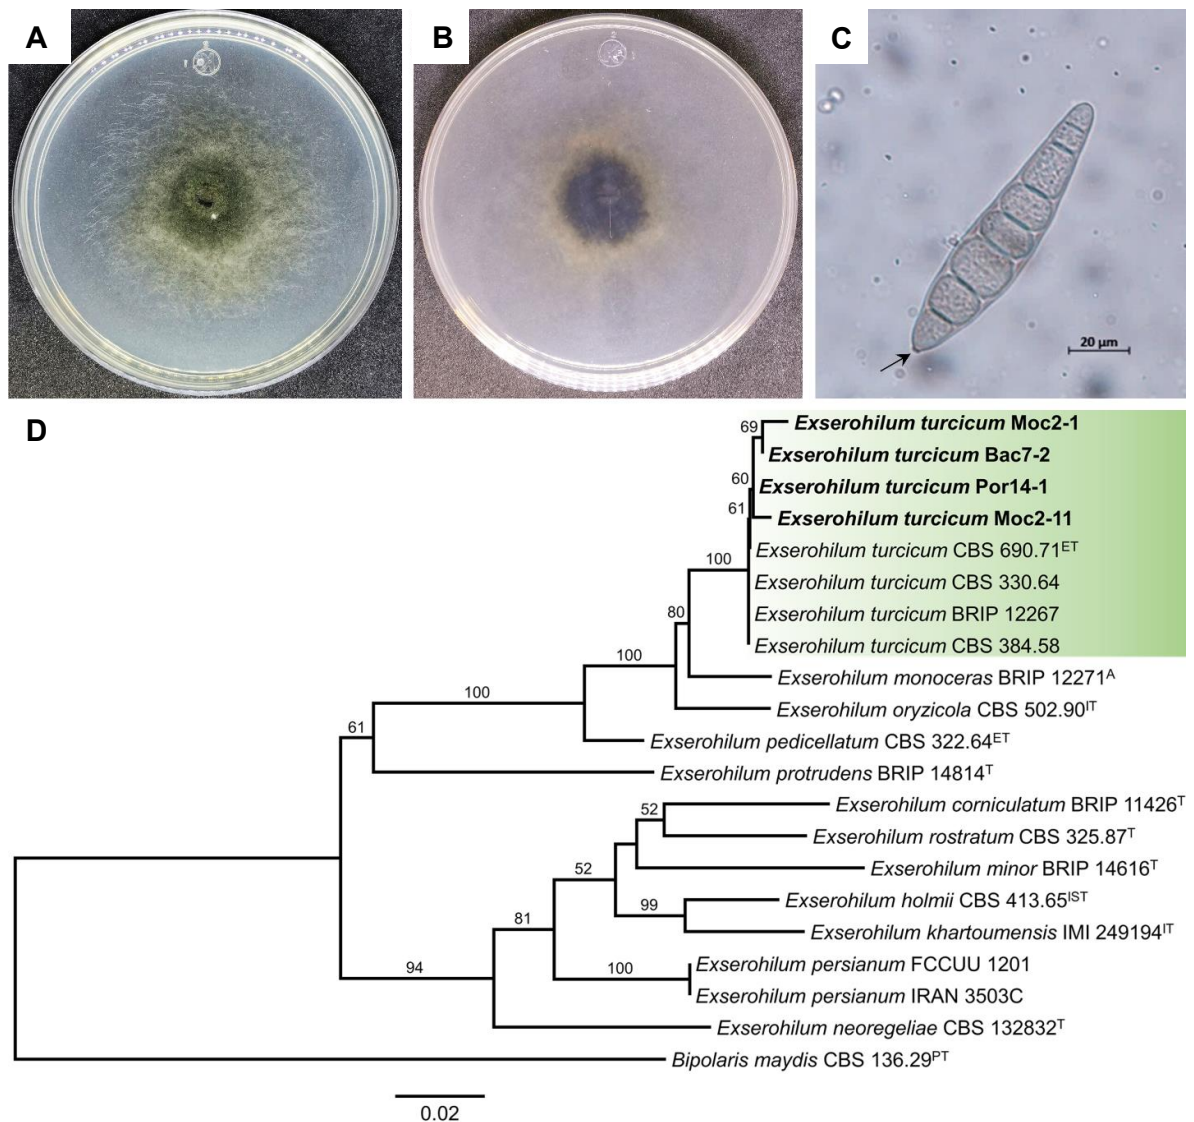 A
B
C
20 µm
D
69
Exserohilum turcicum Moc2-1
Exserohilum turcicum Bac7-2
60
Exserohilum turcicum Por14-1
61
Exserohilum turcicum Moc2-11
Exserohilum turcicum CBS 690.71ET
100
Exserohilum turcicum CBS 330.64
80
Exserohilum turcicum BRIP 12267
Exserohilum turcicum CBS 384.58
100
Exserohilum monoceras BRIP 12271A
100
Exserohilum oryzicola CBS 502.90IT
61
Exserohilum pedicellatum CBS 322.64ET
Exserohilum protrudens BRIP 14814T
52
Exserohilum corniculatum BRIP 11426T
Exserohilum rostratum CBS 325.87T
52
Exserohilum minor BRIP 14616T
99
Exserohilum holmii CBS 413.65IST
81
Exserohilum khartoumensis IMI 249194IT
94
100
Exserohilum persianum FCCUU 1201
Exserohilum persianum IRAN 3503C
Exserohilum neoregeliae CBS 132832T
Bipolaris maydis CBS 136.29PT
0.02